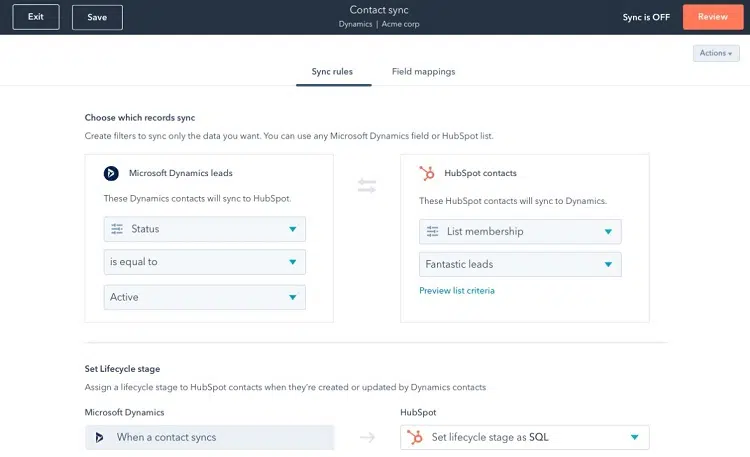 Exit
Save
Contact sync
Dynamics | Acme corp
Sync is OFF
Review
Actions
Sync rules
Field mappings
Choose which records sync
Create filters to sync only the data you want. You can use any Microsoft Dynamics field or HubSpot list.
Microsoft Dynamics leads
These Dynamics contacts will sync to HubSpot.
Status
is equal to
Active
HubSpot contacts
These HubSpot contacts will sync to Dynamics.
List membership
Fantastic leads
Preview list criteria
Set Lifecycle stage
Assign a lifecycle stage to HubSpot contacts when they're created or updated by Dynamics contacts
Microsoft Dynamics
When a contact syncs
HubSpot
Set lifecycle stage as SQL